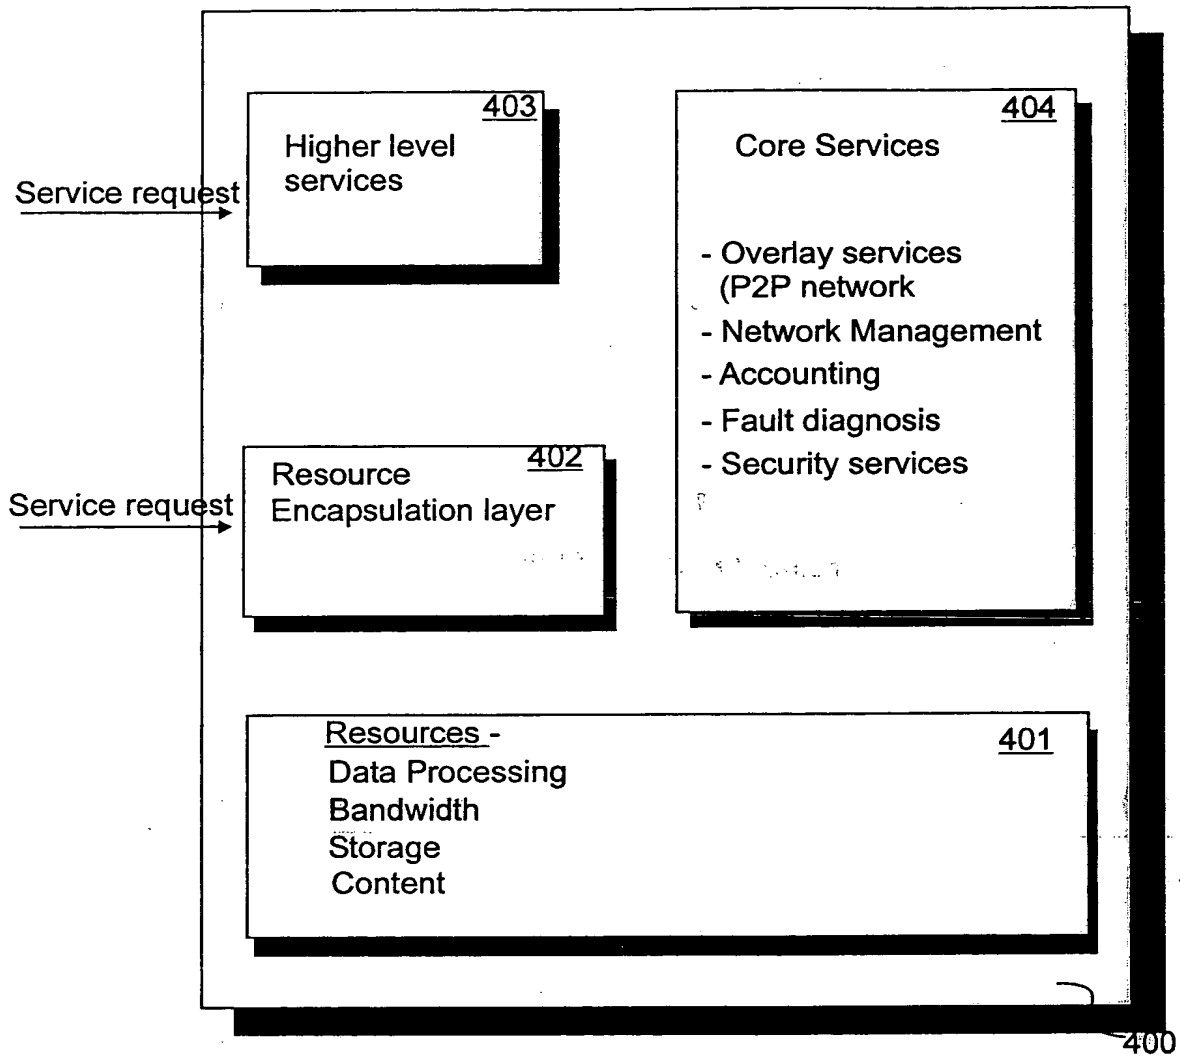 403
Higher level
services
Service request
404
Core Services
- Overlay services
(P2P network
- Network Management
- Accounting
- Fault diagnosis
- Security services
402
Resource
Encapsulation layer
Service request
401
Resources -
Data Processing
Bandwidth
Storage
Content
400